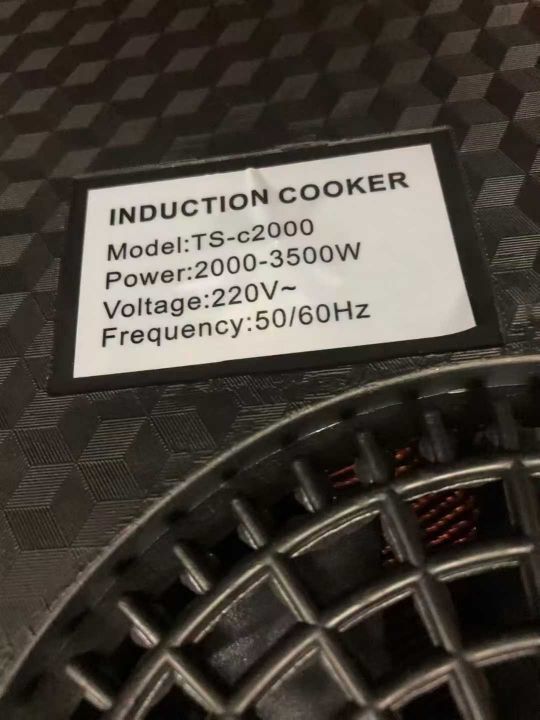 INDUCTION COOKER
Model:TS-c2000
Power:2000-3500W
Voltage:220V~
Frequency:50/60Hz